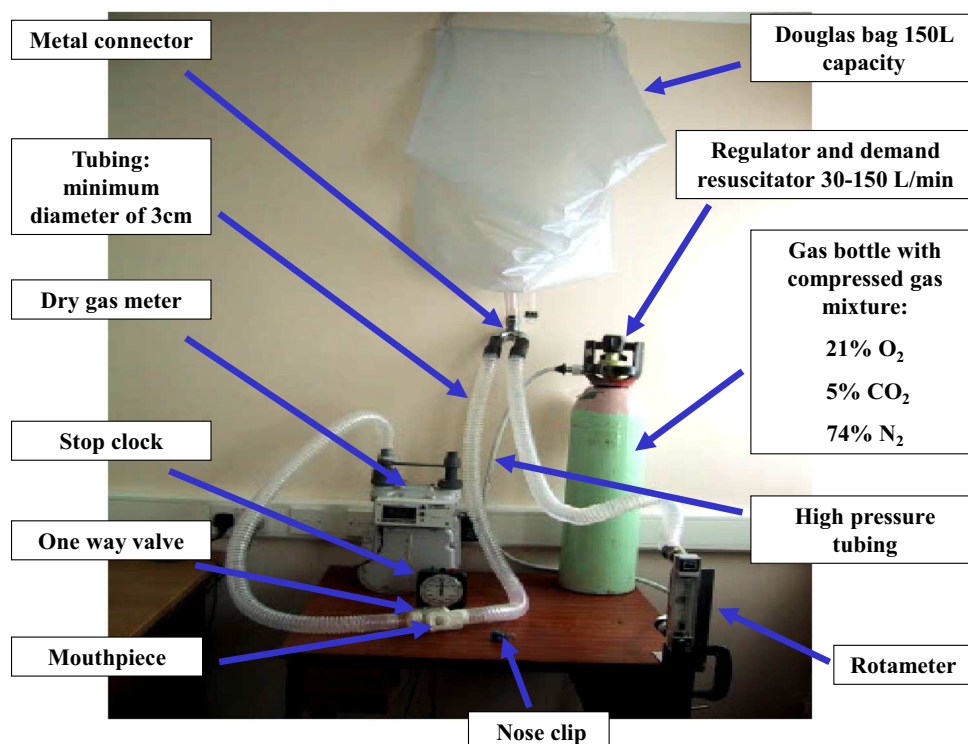 Metal connector
Tubing:
minimum
diameter of 3cm
Dry gas meter
Stop clock
One way valve
Mouthpiece
Nose clip
Douglas bag 150L
capacity
Regulator and demand
resuscitator 30-150 L/min
Gas bottle with
compressed gas
mixture:
21% O₂
5% CO₂
74% N₂
High pressure
tubing
Rotameter